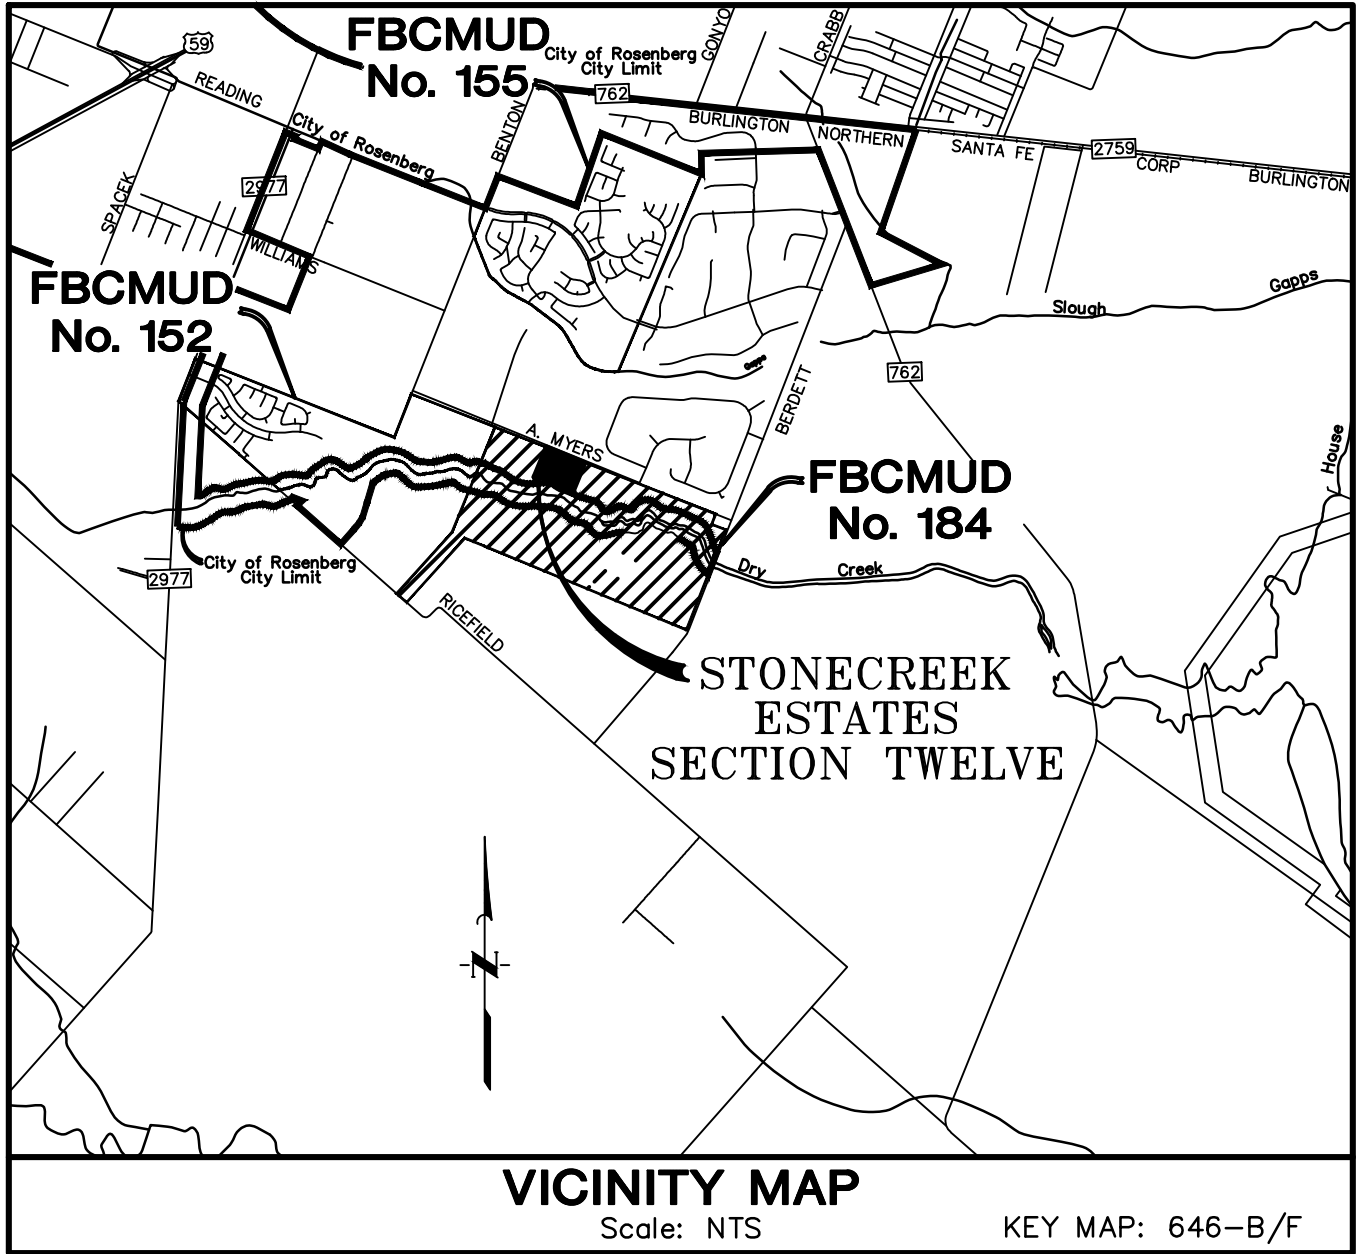 59
FBCMUD
No. 155
City of Rosenberg
City Limit
GONYO
CRABB
READING
762
BENTON
BURLINGTON
NORTHERN
SANTA FE
2759
CORP
BURLINGTON
City of Rosenberg
2977
SPACEK
WILLIAMS
FBCMUD
No. 152
Gapps
Slough
Gapps
762
BERDETT
House
A. MYERS
FBCMUD
No. 184
City of Rosenberg
City Limit
2977
Dry
Creek
RICEFIELD
STONECREEK
ESTATES
SECTION TWELVE
N
VICINITY MAP
Scale: NTS
KEY MAP: 646-B/F